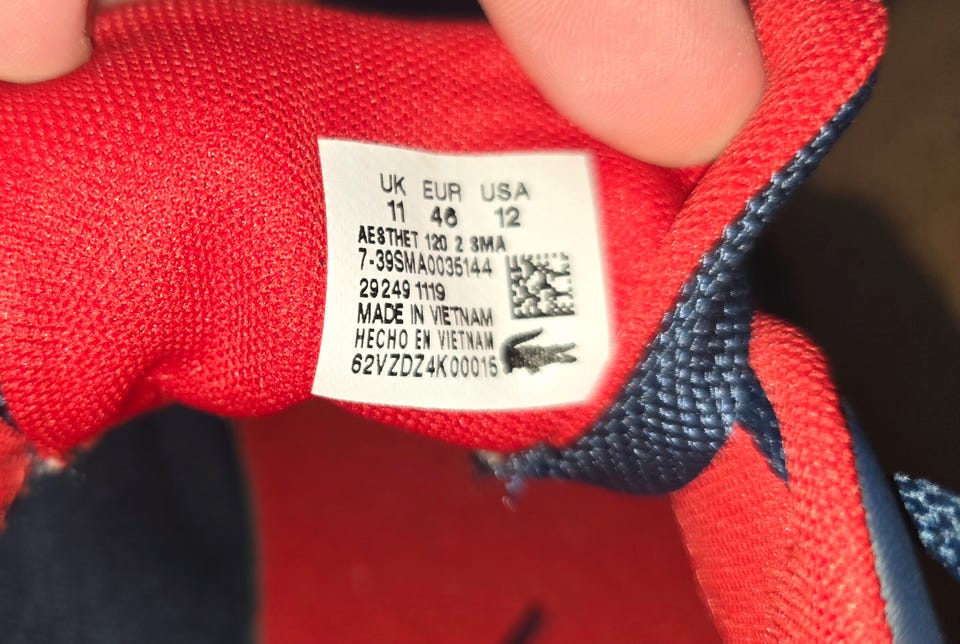 UK EUR USA
11 46 12
AESTHET 120 2 SMA
7-39SMA0035144
29249 1119
MADE IN VIETNAM
HECHO EN VIETNAM
62VZDZ4K00015